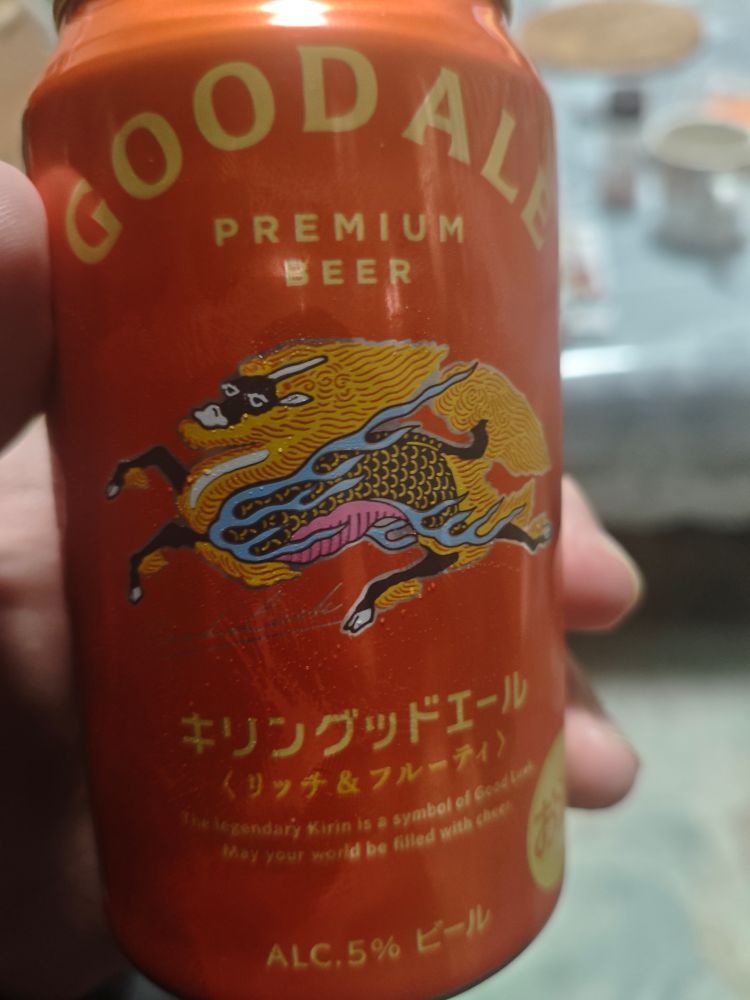 GOOD ALE
PREMIUM
BEER
キリングッドエール
〈リッチ&フルーティ〉
The legendary Kirin is a symbol of Good Luck.
May your world be filled with cheer.
お
ALC.5% ビール